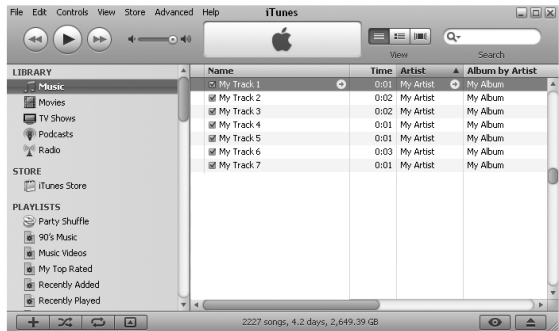 File Edit Controls View Store Advanced Help iTunes
View Search
LIBRARY
Music
Movies
TV Shows
Podcasts
Radio
STORE
iTunes Store
PLAYLISTS
Party Shuffle
90's Music
Music Videos
My Top Rated
Recently Added
Recently Played
Name Time Artist Album by Artist
My Track 1 0:01 My Artist My Album
My Track 2 0:02 My Artist My Album
My Track 3 0:02 My Artist My Album
My Track 4 0:01 My Artist My Album
My Track 5 0:01 My Artist My Album
My Track 6 0:03 My Artist My Album
My Track 7 0:01 My Artist My Album
2227 songs, 4.2 days, 2,649.39 GB